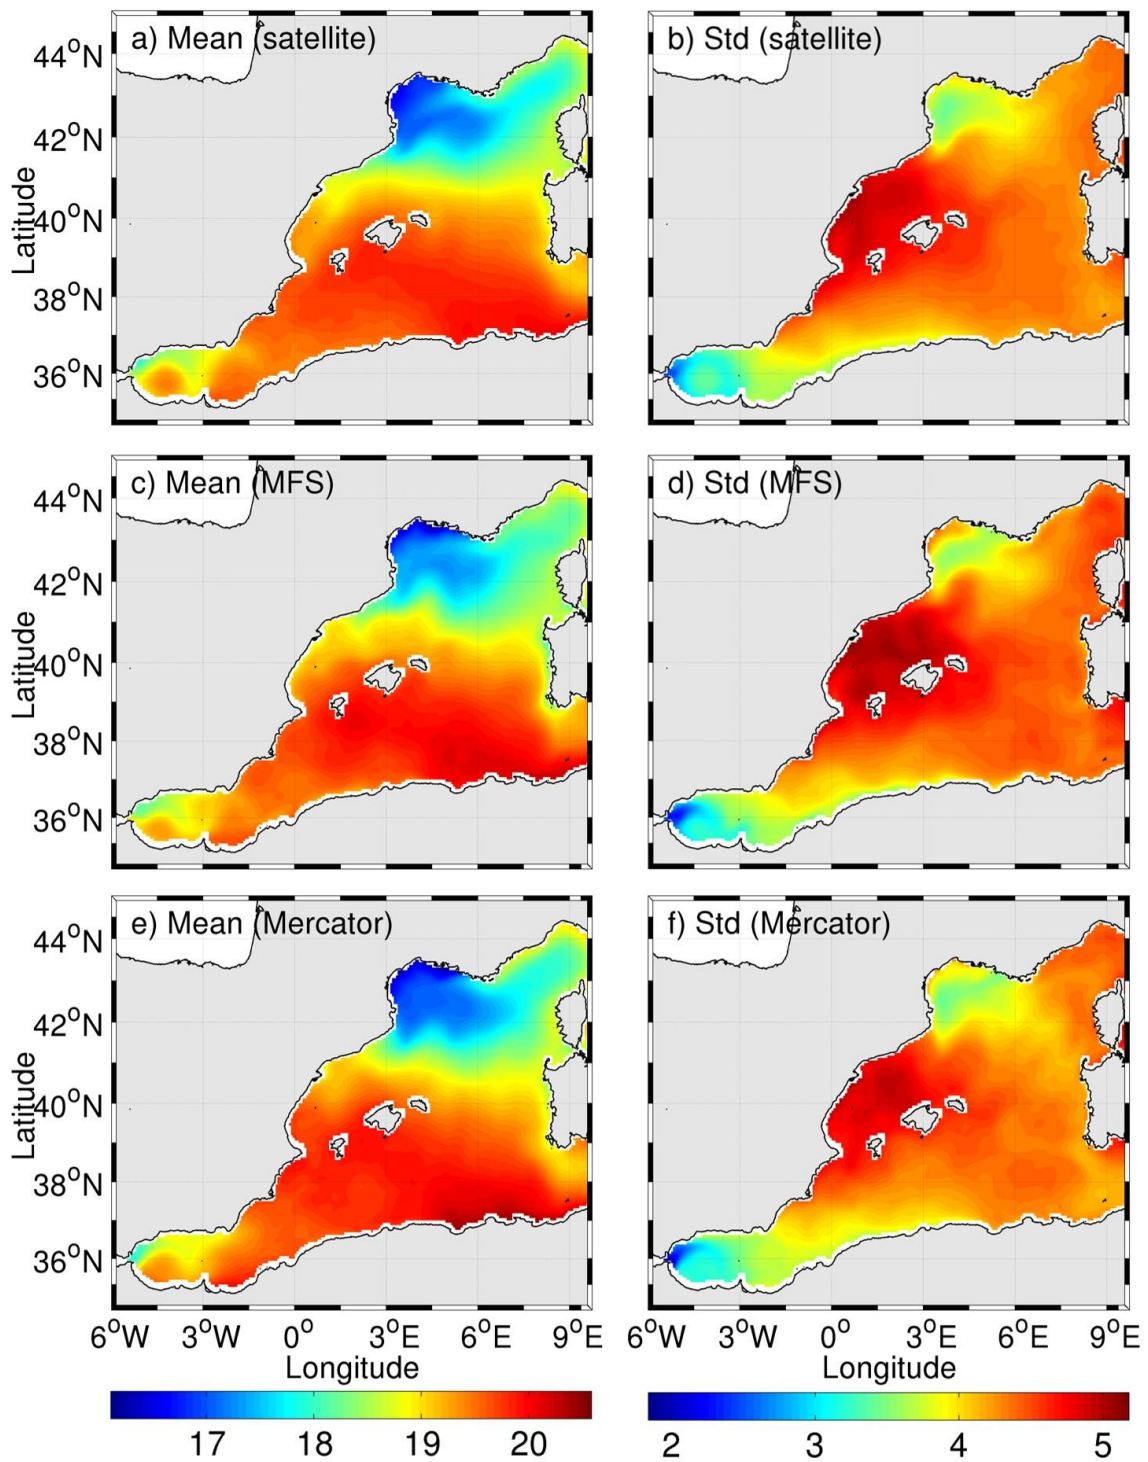 a) Mean (satellite)
b) Std (satellite)
44°N
42°N
40°N
38°N
36°N
Latitude
c) Mean (MFS)
d) Std (MFS)
44°N
42°N
40°N
38°N
36°N
Latitude
e) Mean (Mercator)
f) Std (Mercator)
44°N
42°N
40°N
38°N
36°N
Latitude
6°W 3°W 0° 3°E 6°E 9°E
6°W 3°W 0° 3°E 6°E 9°E
Longitude
Longitude
17 18 19 20
2 3 4 5